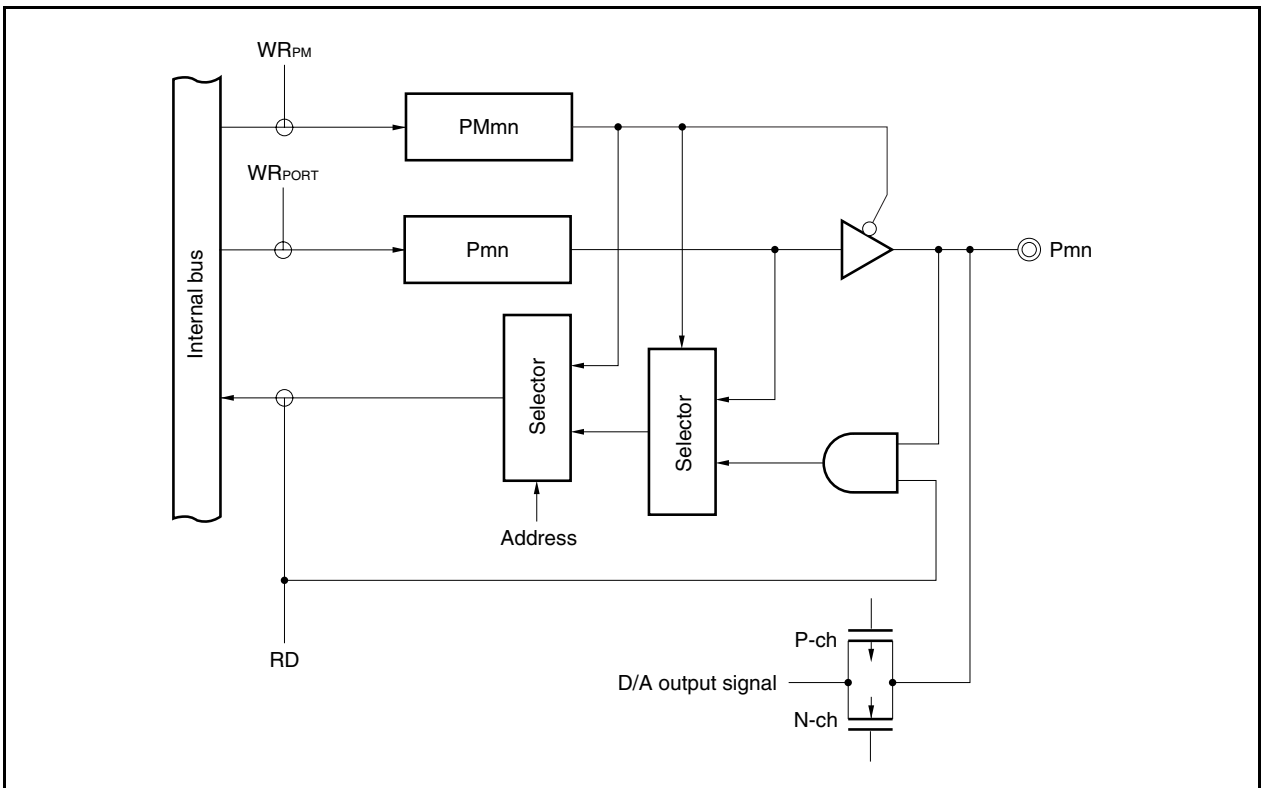 WRPM
PMmn
WRPORT
Pmn
Pmn
Internal bus
Selector
Selector
Address
RD
P-ch
D/A output signal
N-ch